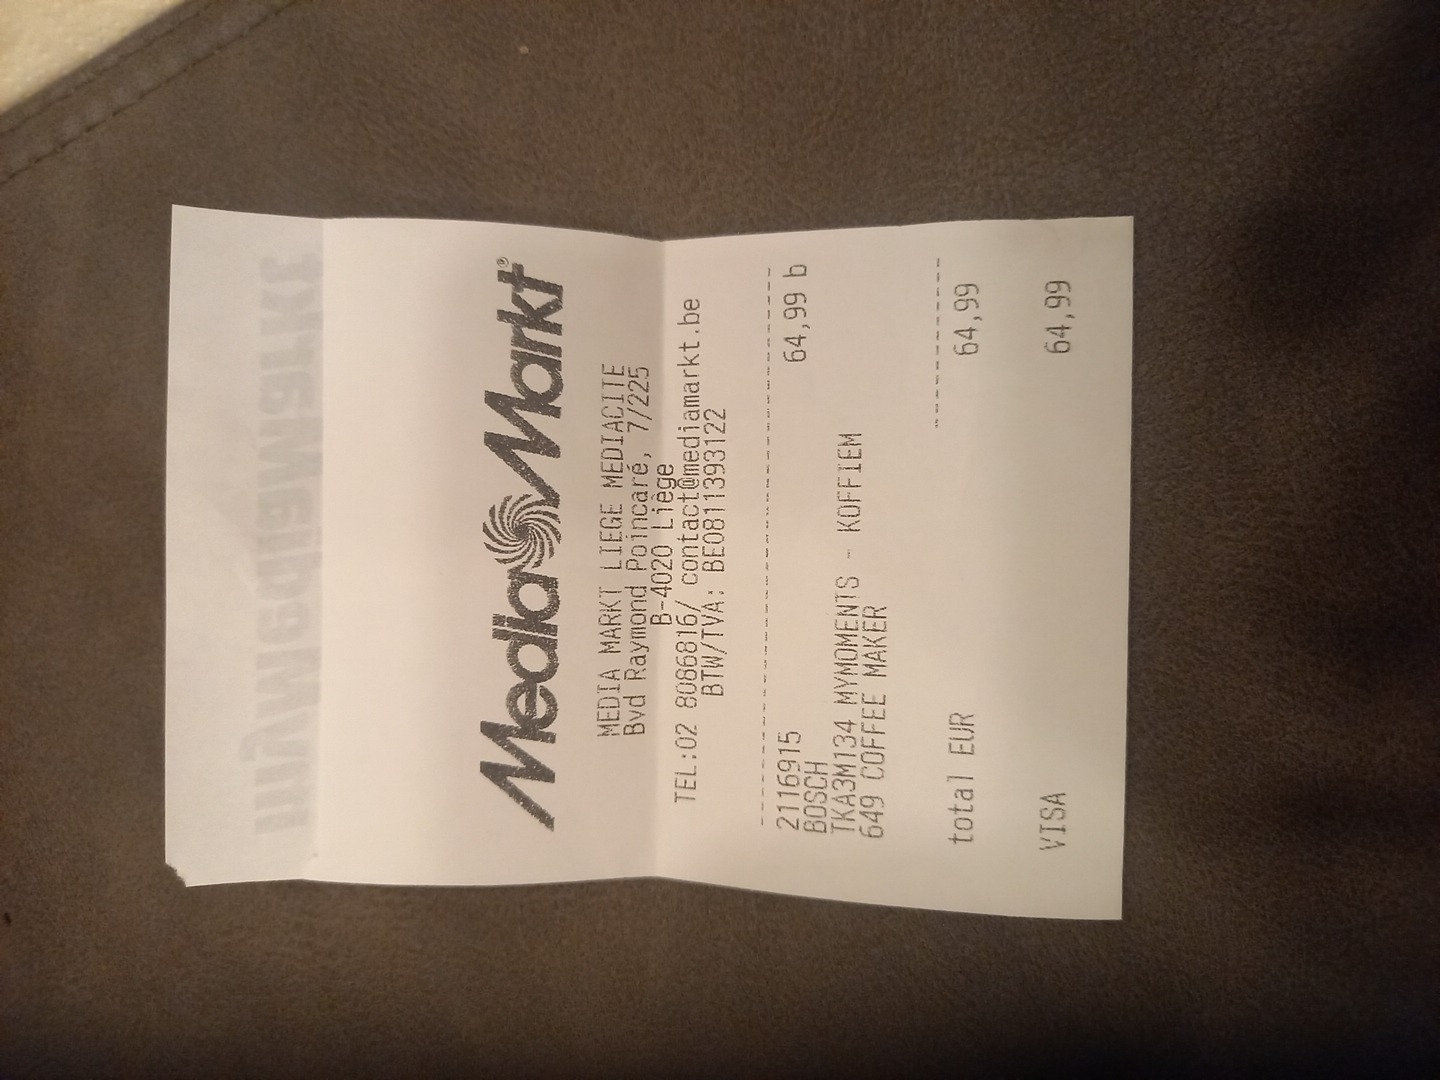 MediaMarkt®
MEDIA MARKT LIEGE MEDIACITE
Bvd Raymond Poincaré, 7/225
B-4020 Liège
TEL:02 8086816/ contact@mediamarkt.be
BTW/TVA: BE0811393122
2116915 64,99 b
BOSCH
TKA3M134 MYMOMENTS - KOFFIEM
649 COFFEE MAKER
total EUR 64,99
VISA 64,99